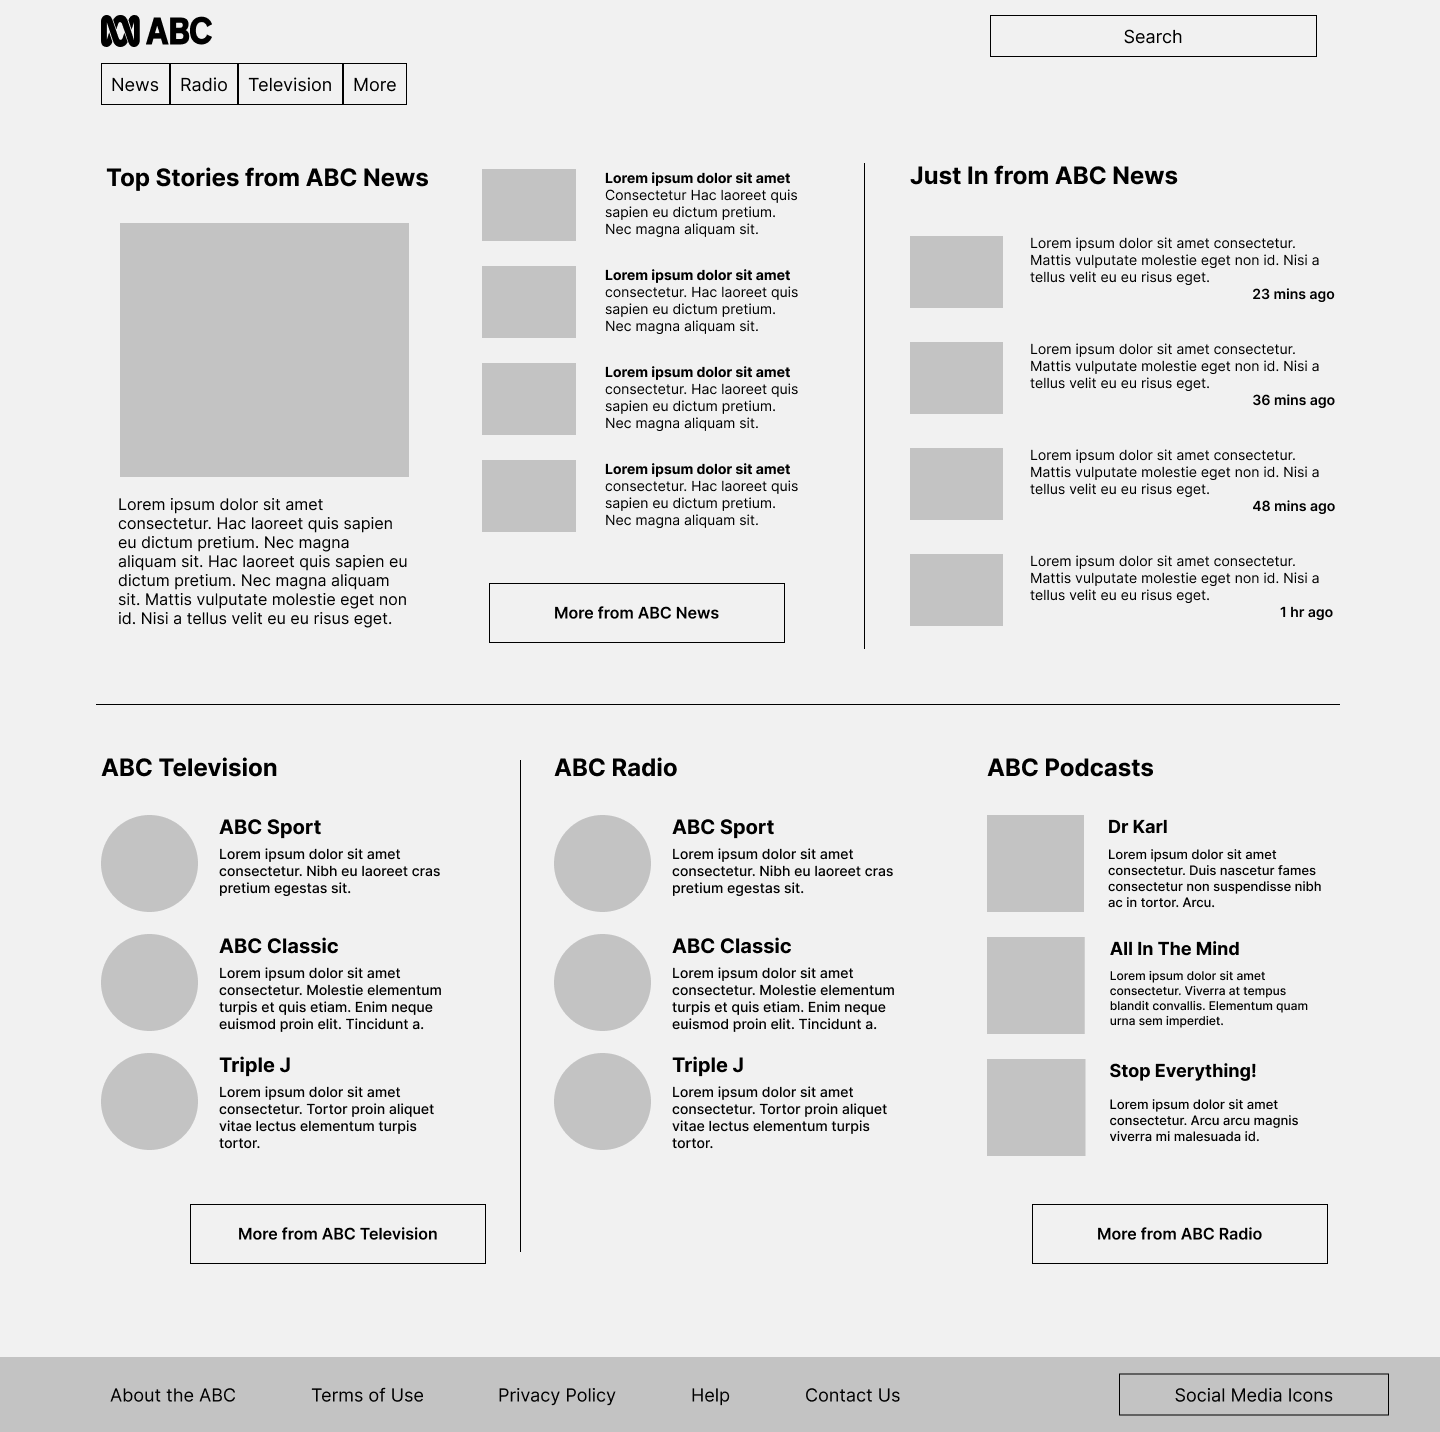 ABC
Search
News
Radio
Television
More
Top Stories from ABC News
Lorem ipsum dolor sit amet
consectetur. Hac laoreet quis sapien
eu dictum pretium. Nec magna
aliquam sit. Hac laoreet quis sapien eu
dictum pretium. Nec magna aliquam
sit. Mattis vulputate molestie eget non
id. Nisi a tellus velit eu eu risus eget.
Lorem ipsum dolor sit amet
Consectetur Hac laoreet quis
sapien eu dictum pretium.
Nec magna aliquam sit.
Lorem ipsum dolor sit amet
consectetur. Hac laoreet quis
sapien eu dictum pretium.
Nec magna aliquam sit.
Lorem ipsum dolor sit amet
consectetur. Hac laoreet quis
sapien eu dictum pretium.
Nec magna aliquam sit.
Lorem ipsum dolor sit amet
consectetur. Hac laoreet quis
sapien eu dictum pretium.
Nec magna aliquam sit.
More from ABC News
Just In from ABC News
Lorem ipsum dolor sit amet consectetur.
Mattis vulputate molestie eget non id. Nisi a
tellus velit eu eu risus eget.
23 mins ago
Lorem ipsum dolor sit amet consectetur.
Mattis vulputate molestie eget non id. Nisi a
tellus velit eu eu risus eget.
36 mins ago
Lorem ipsum dolor sit amet consectetur.
Mattis vulputate molestie eget non id. Nisi a
tellus velit eu eu risus eget.
48 mins ago
Lorem ipsum dolor sit amet consectetur.
Mattis vulputate molestie eget non id. Nisi a
tellus velit eu eu risus eget.
1 hr ago
ABC Television
ABC Sport
Lorem ipsum dolor sit amet
consectetur. Nibh eu laoreet cras
pretium egestas sit.
ABC Classic
Lorem ipsum dolor sit amet
consectetur. Molestie elementum
turpis et quis etiam. Enim neque
euismod proin elit. Tincidunt a.
Triple J
Lorem ipsum dolor sit amet
consectetur. Tortor proin aliquet
vitae lectus elementum turpis
tortor.
More from ABC Television
ABC Radio
ABC Sport
Lorem ipsum dolor sit amet
consectetur. Nibh eu laoreet cras
pretium egestas sit.
ABC Classic
Lorem ipsum dolor sit amet
consectetur. Molestie elementum
turpis et quis etiam. Enim neque
euismod proin elit. Tincidunt a.
Triple J
Lorem ipsum dolor sit amet
consectetur. Tortor proin aliquet
vitae lectus elementum turpis
tortor.
ABC Podcasts
Dr Karl
Lorem ipsum dolor sit amet
consectetur. Duis nascetur fames
consectetur non suspendisse nibh
ac in tortor. Arcu.
All In The Mind
Lorem ipsum dolor sit amet
consectetur. Viverra at tempus
blandit convallis. Elementum quam
urna sem imperdiet.
Stop Everything!
Lorem ipsum dolor sit amet
consectetur. Arcu arcu magnis
viverra mi malesuada id.
More from ABC Radio
About the ABC
Terms of Use
Privacy Policy
Help
Contact Us
Social Media Icons